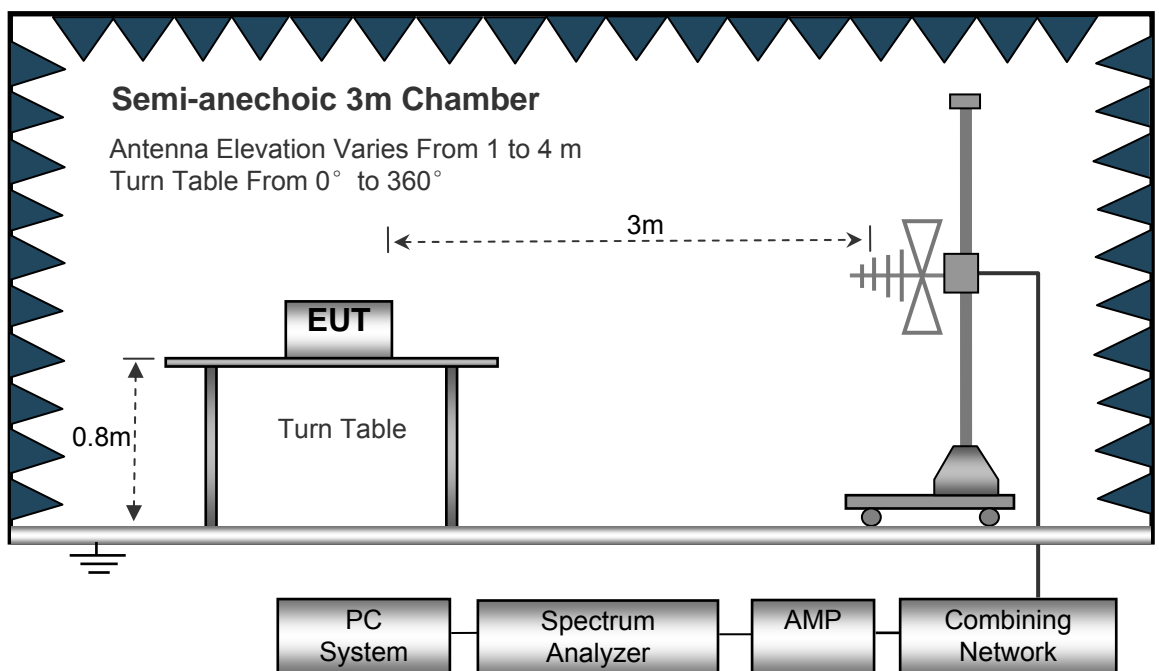 Semi-anechoic 3m Chamber
Antenna Elevation Varies From 1 to 4 m
Turn Table From 0° to 360°
3m
EUT
0.8m
Turn Table
PC
System
Spectrum
Analyzer
AMP
Combining
Network